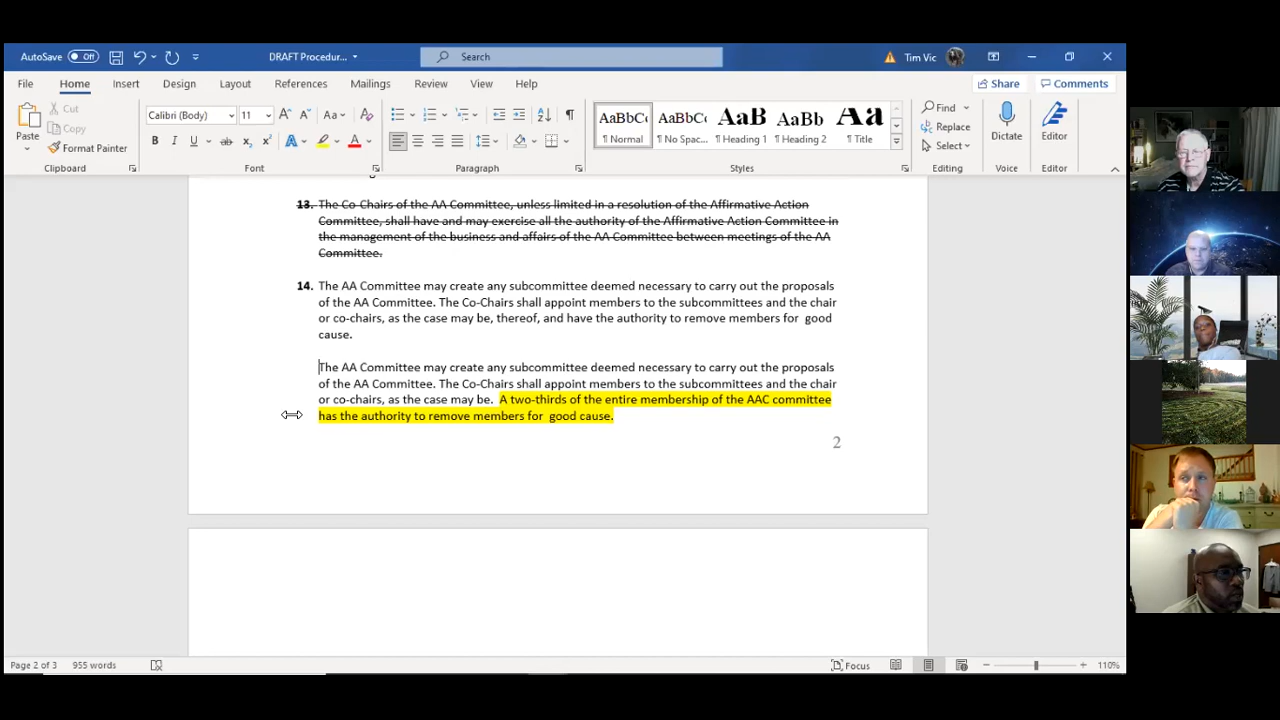 AutoSave Off DRAFT Procedur... Search Tim Vic
File Home Insert Design Layout References Mailings Review View Help Share Comments
Paste Cut Copy Format Painter Clipboard
Calibri (Body) 11 Font
Paragraph
AaBbCc Normal AaBbCc No Spac... AaB Heading 1 AaBb Heading 2 Aa Title Styles
Find Replace Select Editing
Dictate Voice
Editor Editor
13. The Co-Chairs of the AA Committee, unless limited in a resolution of the Affirmative Action
Committee, shall have and may exercise all the authority of the Affirmative Action Committee in
the management of the business and affairs of the AA Committee between meetings of the AA
Committee.
14. The AA Committee may create any subcommittee deemed necessary to carry out the proposals
of the AA Committee. The Co-Chairs shall appoint members to the subcommittees and the chair
or co-chairs, as the case may be, thereof, and have the authority to remove members for good
cause.
The AA Committee may create any subcommittee deemed necessary to carry out the proposals
of the AA Committee. The Co-Chairs shall appoint members to the subcommittees and the chair
or co-chairs, as the case may be. A two-thirds of the entire membership of the AAC committee
has the authority to remove members for good cause.
2
Page 2 of 3 955 words Focus 110%